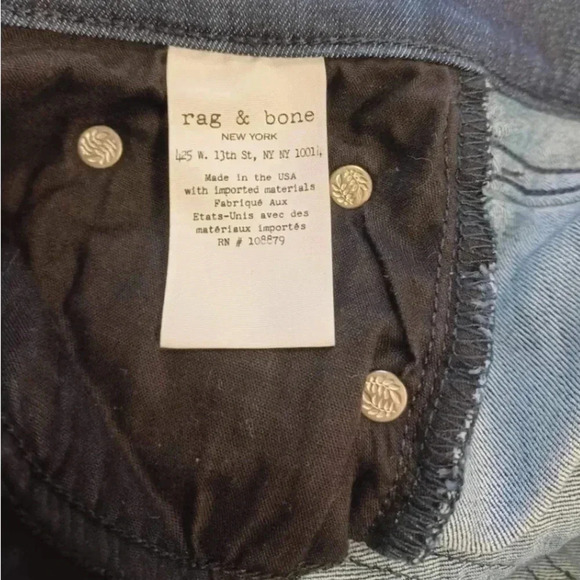 rag & bone
NEW YORK
425 W. 13th St, NY NY 10014
Made in the USA
with imported materials
Fabriqué Aux
Etats-Unis avec des
matériaux importés
RN # 108879